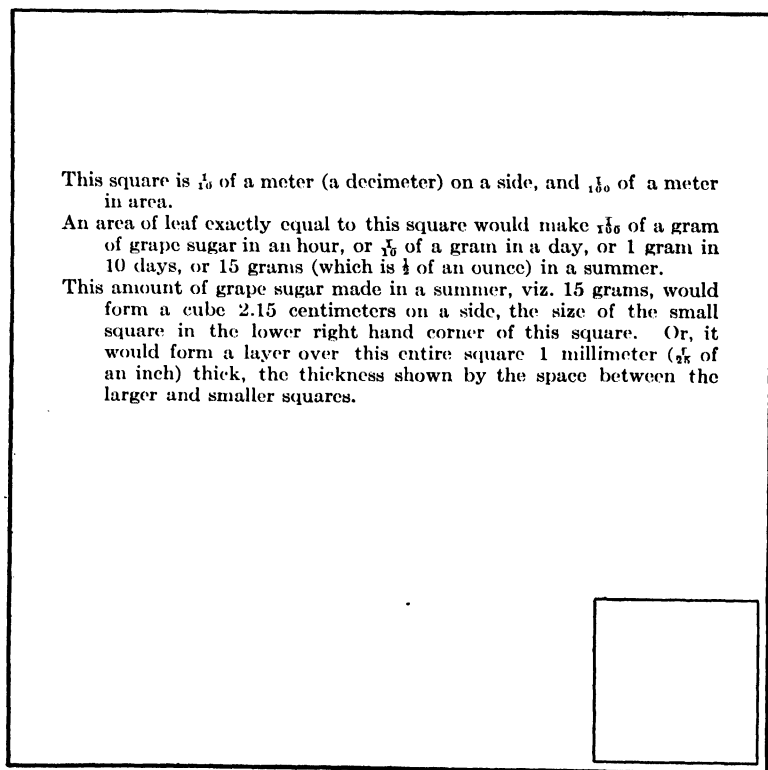 This square is 1/10 of a meter (a decimeter) on a side, and 1/100 of a meter
in area.
An area of leaf exactly equal to this square would make 1/100 of a gram
of grape sugar in an hour, or 1/10 of a gram in a day, or 1 gram in
10 days, or 15 grams (which is ½ of an ounce) in a summer.
This amount of grape sugar made in a summer, viz. 15 grams, would
form a cube 2.15 centimeters on a side, the size of the small
square in the lower right hand corner of this square. Or, it
would form a layer over this entire square 1 millimeter (1/25 of
an inch) thick, the thickness shown by the space between the
larger and smaller squares.